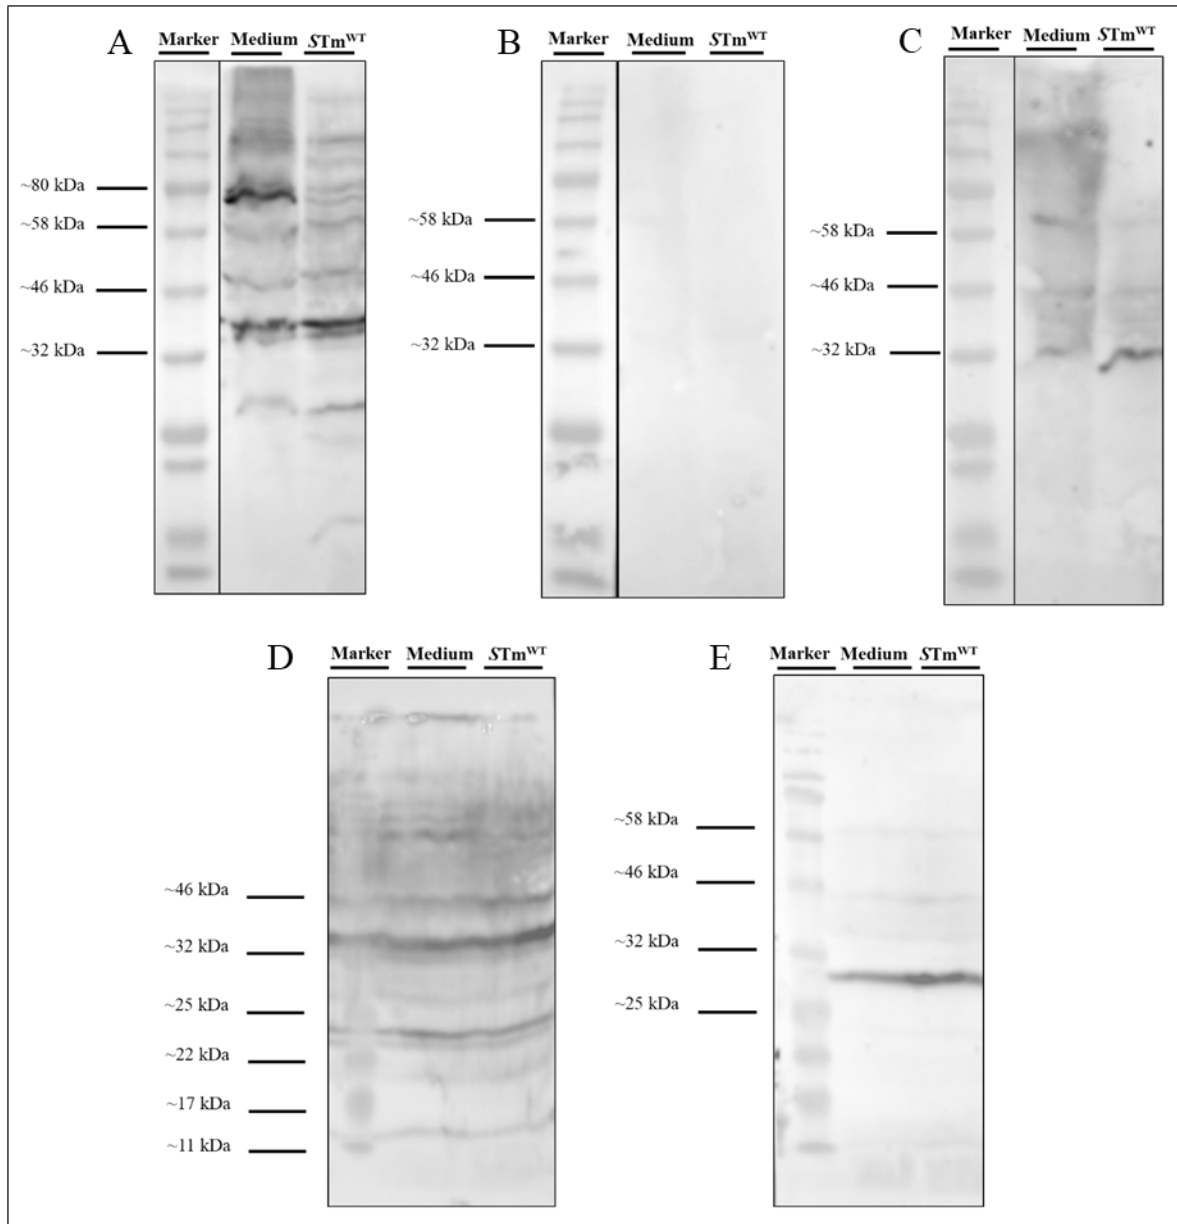 A
Marker Medium STmWT
~80 kDa
~58 kDa
~46 kDa
~32 kDa
B
Marker Medium STmWT
~58 kDa
~46 kDa
~32 kDa
C
Marker Medium STmWT
~58 kDa
~46 kDa
~32 kDa
D
Marker Medium STmWT
~46 kDa
~32 kDa
~25 kDa
~22 kDa
~17 kDa
~11 kDa
E
Marker Medium STmWT
~58 kDa
~46 kDa
~32 kDa
~25 kDa